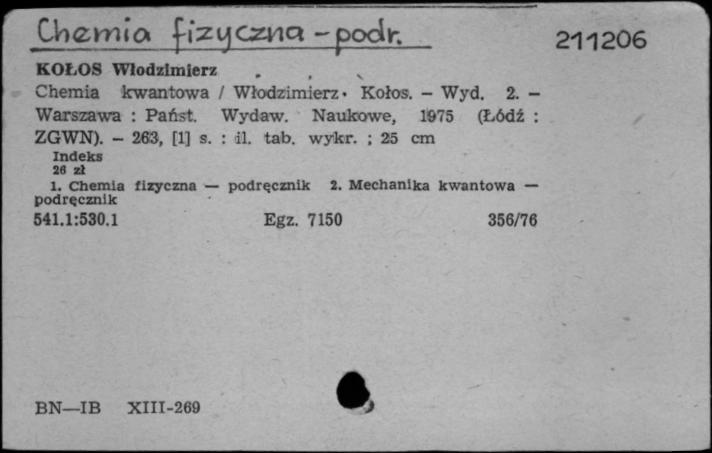 Chemia fizyczna - podr.
211206
KOŁOS Włodzimierz
Chemia kwantowa / Włodzimierz Kołos. — Wyd. 2. —
Warszawa : Państ. Wydaw. Naukowe, 1975 (Łódź :
ZGWN). — 263, [1] s. : il. tab. wykr. ; 25 cm
Indeks
26 zł
1. Chemia fizyczna — podręcznik 2. Mechanika kwantowa —
podręcznik
541.1:530.1 Egz. 7150 356/76
BN—IB XIII-269